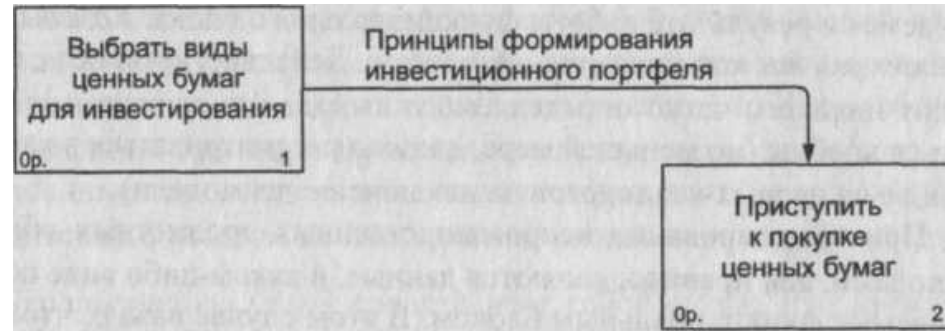 Выбрать виды
ценных бумаг
для инвестирования
0р. 1
Принципы формирования
инвестиционного портфеля
Приступить
к покупке
ценных бумаг
0р. 2